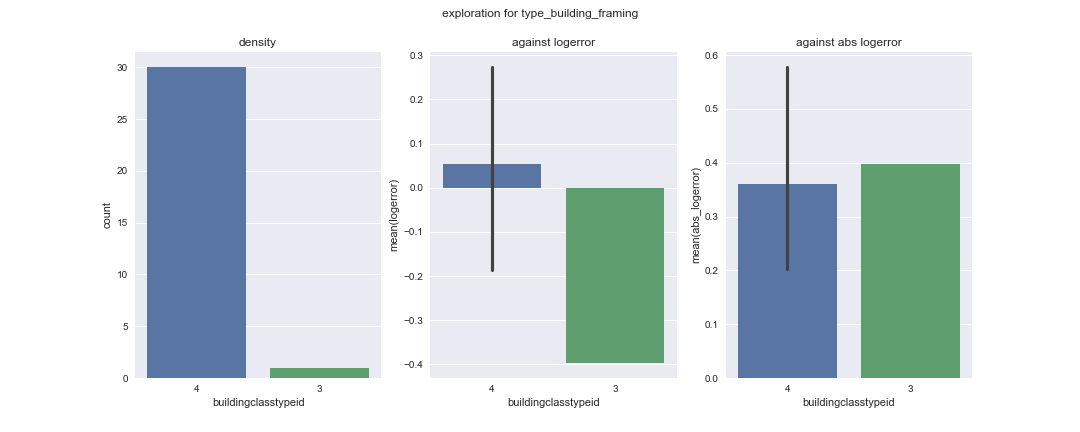 exploration for type_building_framing
density
30
25
20
15
10
5
0
count
4
3
buildingclasstypeid
against logerror
0.3
0.2
0.1
0.0
−0.1
−0.2
−0.3
−0.4
mean(logerror)
4
3
buildingclasstypeid
against abs logerror
0.6
0.5
0.4
0.3
0.2
0.1
0.0
mean(abs_logerror)
4
3
buildingclasstypeid